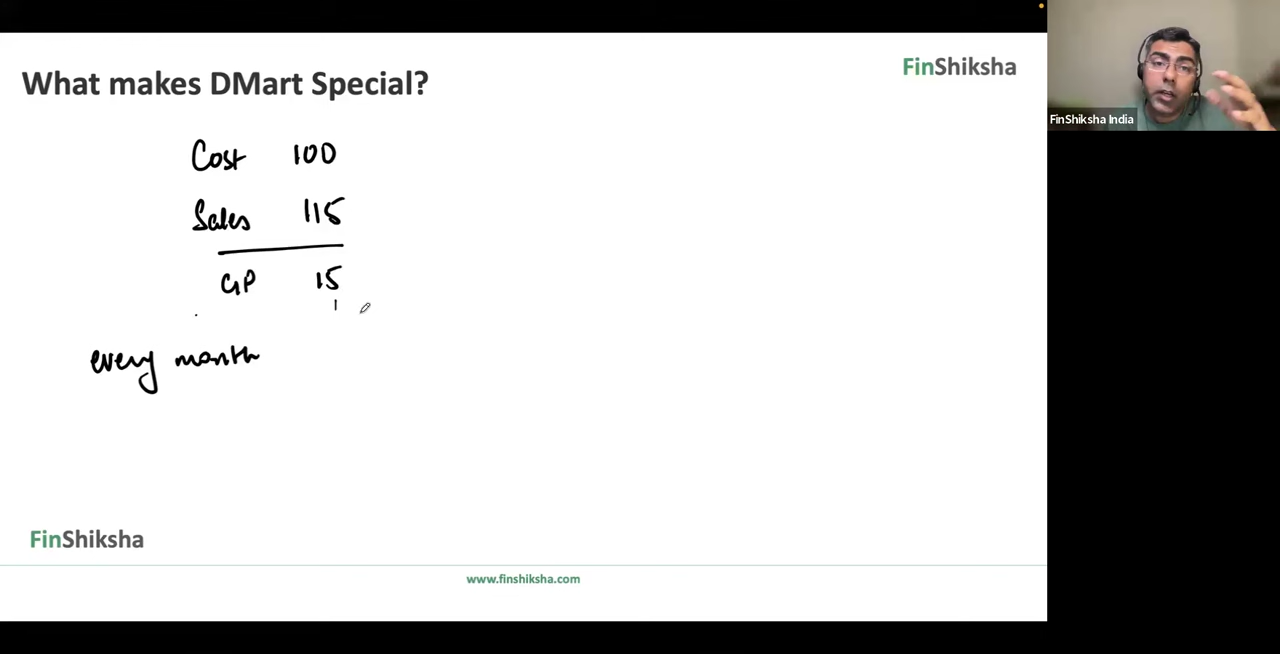 FinShiksha
What makes DMart Special?
FinShiksha India
Cost 100
Sales 115
GP 15
every month
FinShiksha
www.finshiksha.com